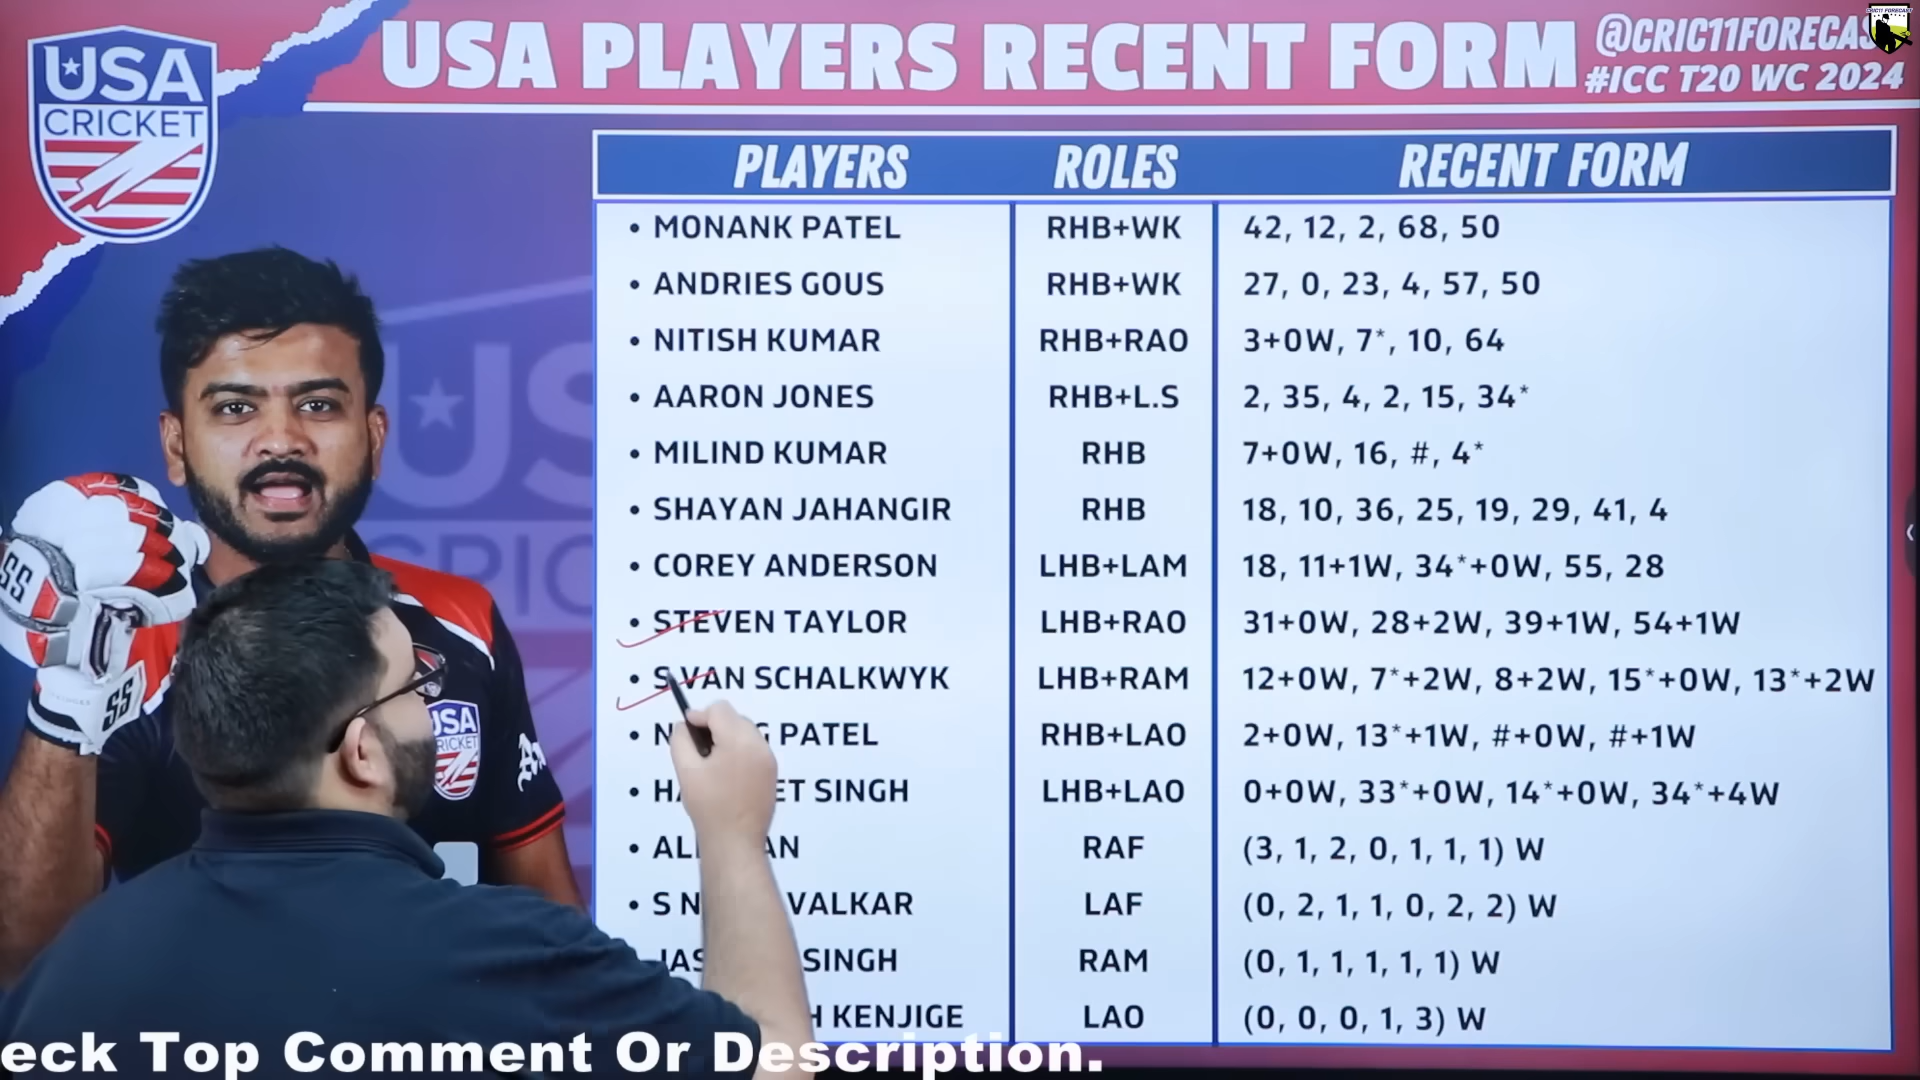 USA
CRICKET
USA PLAYERS RECENT FORM
@CRIC11FORECAS
#ICC T20 WC 2024
CRIC11 FORECAST
PLAYERS ROLES RECENT FORM
• MONANK PATEL RHB+WK 42, 12, 2, 68, 50
• ANDRIES GOUS RHB+WK 27, 0, 23, 4, 57, 50
• NITISH KUMAR RHB+RAO 3+0W, 7*, 10, 64
• AARON JONES RHB+L.S 2, 35, 4, 2, 15, 34*
• MILIND KUMAR RHB 7+0W, 16, #, 4*
• SHAYAN JAHANGIR RHB 18, 10, 36, 25, 19, 29, 41, 4
• COREY ANDERSON LHB+LAM 18, 11+1W, 34*+0W, 55, 28
• STEVEN TAYLOR LHB+RAO 31+0W, 28+2W, 39+1W, 54+1W
• S VAN SCHALKWYK LHB+RAM 12+0W, 7*+2W, 8+2W, 15*+0W, 13*+2W
• PATEL RHB+LAO 2+0W, 13*+1W, #+0W, #+1W
• SINGH LHB+LAO 0+0W, 33*+0W, 14*+0W, 34*+4W
• RAF (3, 1, 2, 0, 1, 1, 1) W
• S LAF (0, 2, 1, 1, 0, 2, 2) W
SINGH RAM (0, 1, 1, 1, 1, 1) W
KENJIGE LAO (0, 0, 0, 1, 3) W
SS
SS
USA
CRICKET
eck Top Comment Or Description.